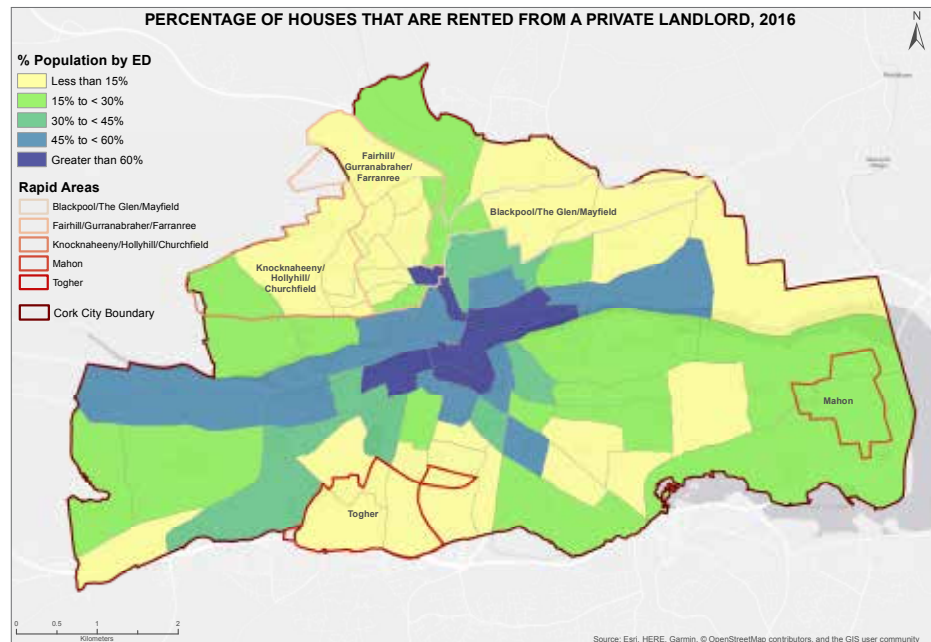 PERCENTAGE OF HOUSES THAT ARE RENTED FROM A PRIVATE LANDLORD, 2016
N
% Population by ED
Less than 15%
15% to < 30%
30% to < 45%
45% to < 60%
Greater than 60%
Rapid Areas
Blackpool/The Glen/Mayfield
Fairhill/Gurranabraher/Farranree
Knocknaheeny/Hollyhill/Churchfield
Mahon
Togher
Cork City Boundary
Fairhill/
Gurranabraher/
Farranree
Blackpool/The Glen/Mayfield
Knocknaheeny/
Hollyhill/
Churchfield
Mahon
Togher
0 0.5 1 2
Kilometers
Source: Esri, HERE, Garmin, © OpenStreetMap contributors, and the GIS user community